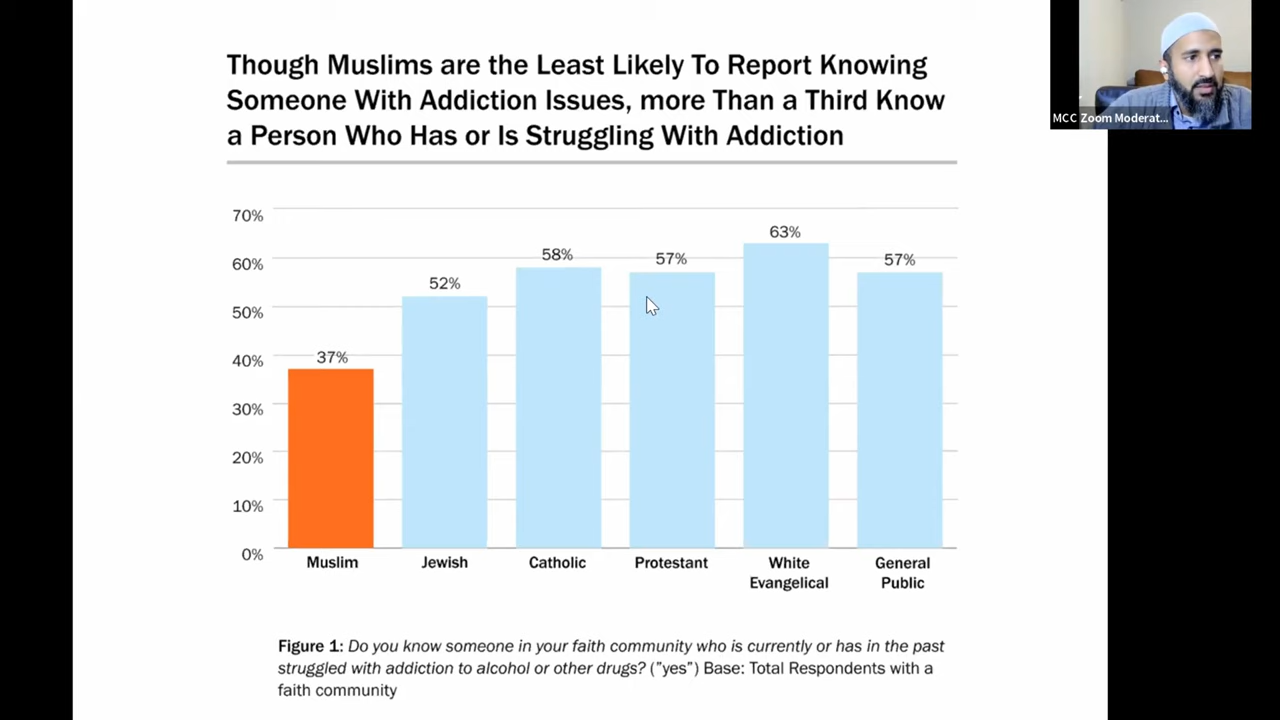 Though Muslims are the Least Likely To Report Knowing
Someone With Addiction Issues, more Than a Third Know
a Person Who Has or Is Struggling With Addiction
MCC Zoom Moderat...
70%
60%
50%
40%
30%
20%
10%
0%
37%
52%
58%
57%
63%
57%
Muslim
Jewish
Catholic
Protestant
White
Evangelical
General
Public
Figure 1: Do you know someone in your faith community who is currently or has in the past
struggled with addiction to alcohol or other drugs? ("yes") Base: Total Respondents with a
faith community